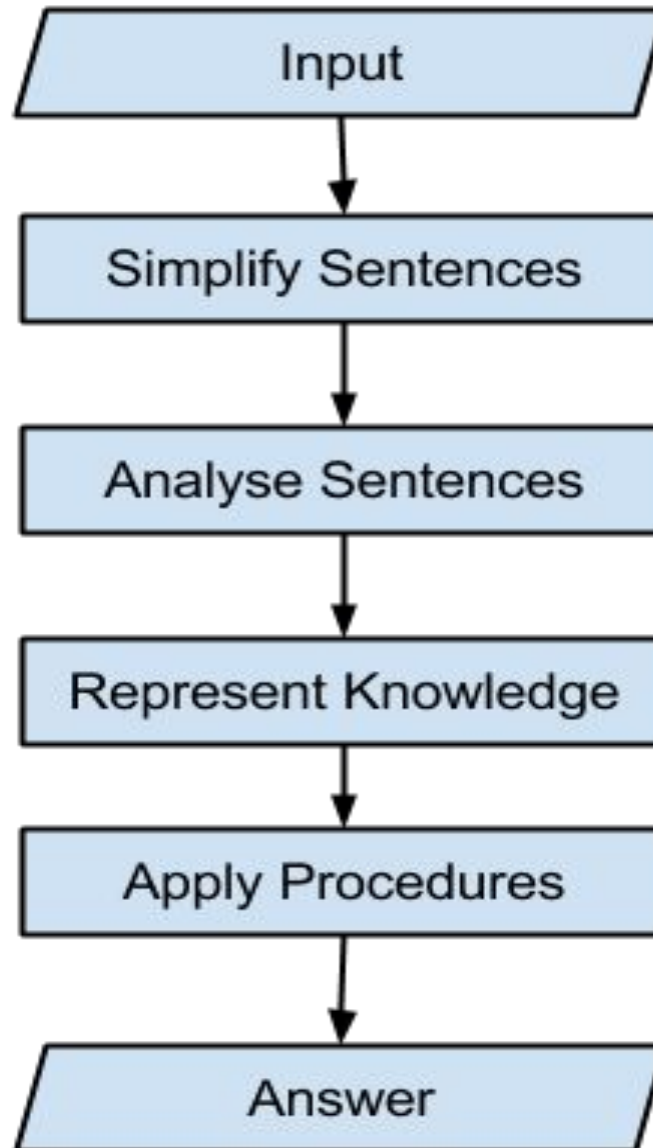 Input
Simplify Sentences
Analyse Sentences
Represent Knowledge
Apply Procedures
Answer